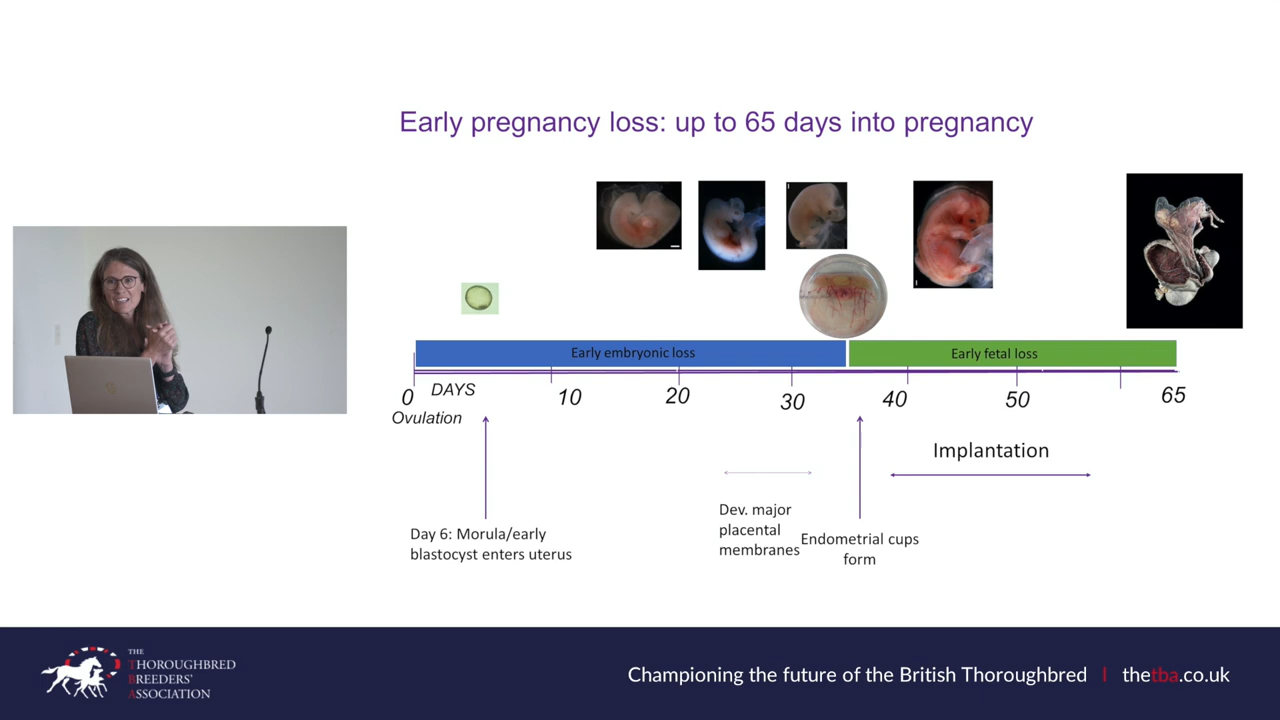 Early pregnancy loss: up to 65 days into pregnancy
Early embryonic loss
Early fetal loss
0
DAYS
10
20
30
40
50
65
Ovulation
Implantation
Day 6: Morula/early
blastocyst enters uterus
Dev. major
placental
membranes
Endometrial cups
form
THE
THOROUGHBRED
BREEDERS'
ASSOCIATION
Championing the future of the British Thoroughbred | thetba.co.uk